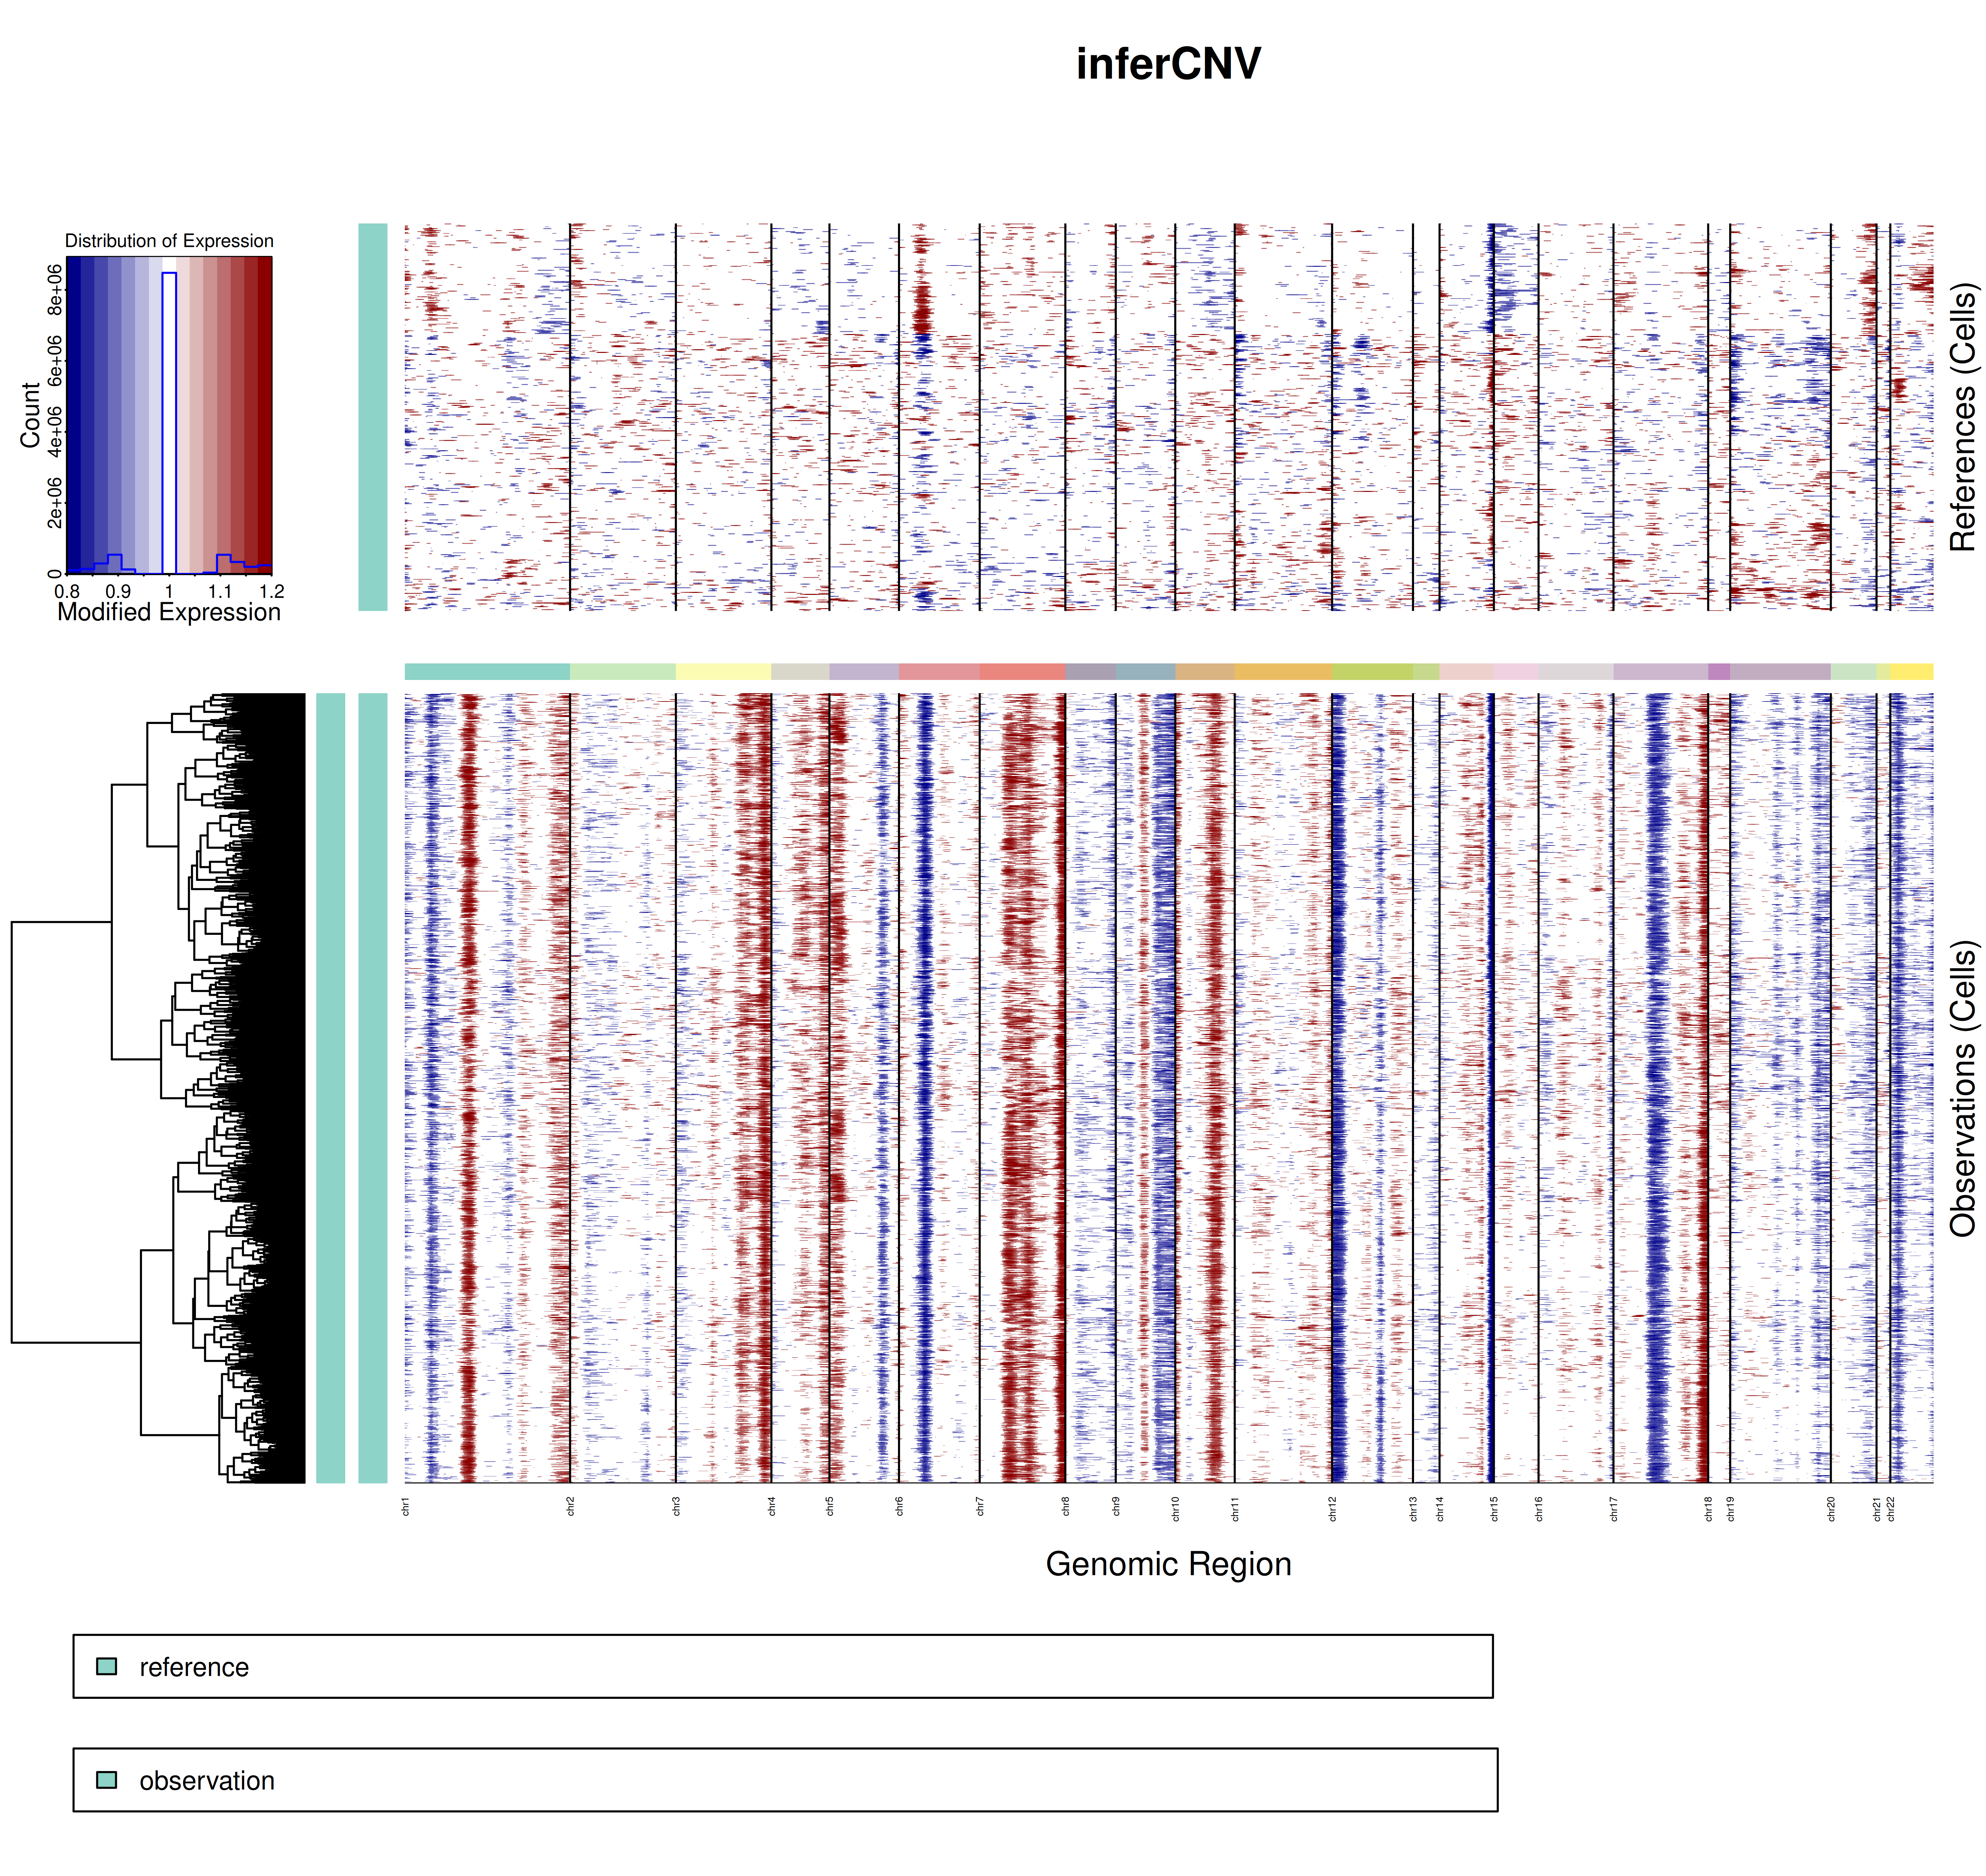 inferCNV
Distribution of Expression
Count
0 2e+06 4e+06 6e+06 8e+06
0.8 0.9 1 1.1 1.2
Modified Expression
References (Cells)
Observations (Cells)
chr1 chr2 chr3 chr4 chr5 chr6 chr7 chr8 chr9 chr10 chr11 chr12 chr13 chr14 chr15 chr16 chr17 chr18 chr19 chr20 chr21 chr22
Genomic Region
reference
observation